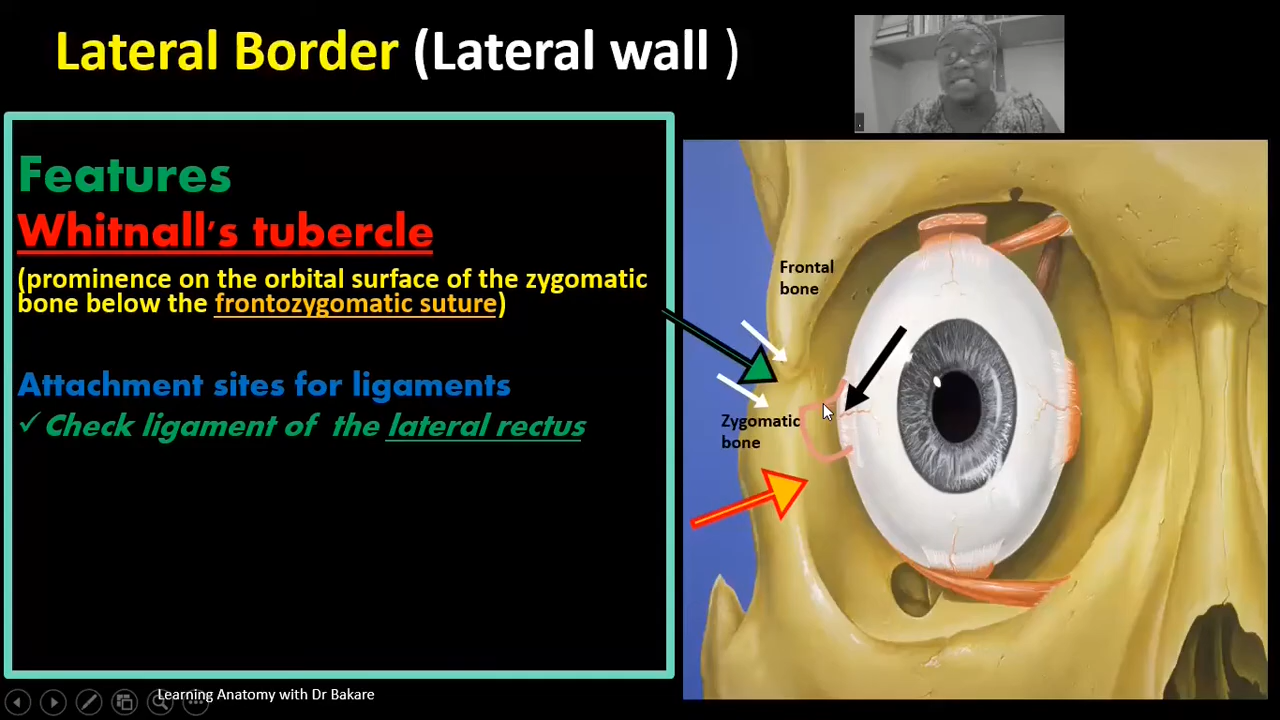 Lateral Border (Lateral wall )
Features
Whitnall's tubercle
(prominence on the orbital surface of the zygomatic
bone below the frontozygomatic suture)
Attachment sites for ligaments
✓Check ligament of the lateral rectus
Frontal
bone
Zygomatic
bone
Learning Anatomy with Dr Bakare